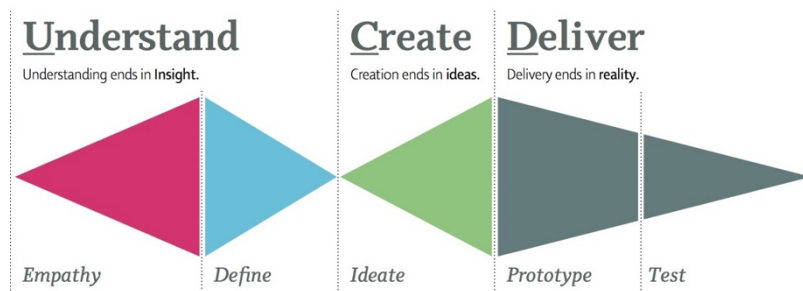 Understand
Understanding ends in Insight.
Create
Creation ends in ideas.
Deliver
Delivery ends in reality.
Empathy
Define
Ideate
Prototype
Test